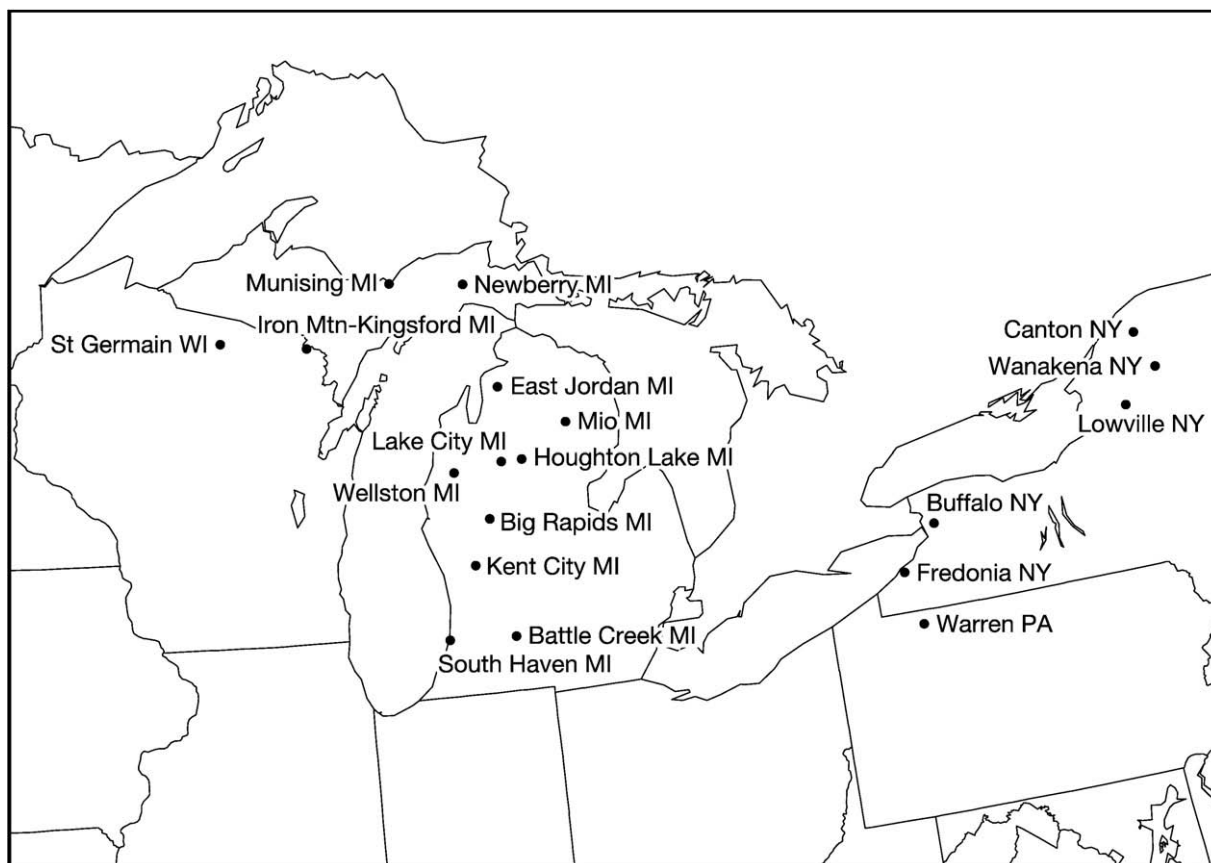 Munising MI
Newberry MI
Iron Mtn-Kingsford MI
St Germain WI
Canton NY
Wanakena NY
East Jordan MI
Lowville NY
Mio MI
Lake City MI
Houghton Lake MI
Wellston MI
Buffalo NY
Big Rapids MI
Kent City MI
Fredonia NY
Warren PA
Battle Creek MI
South Haven MI